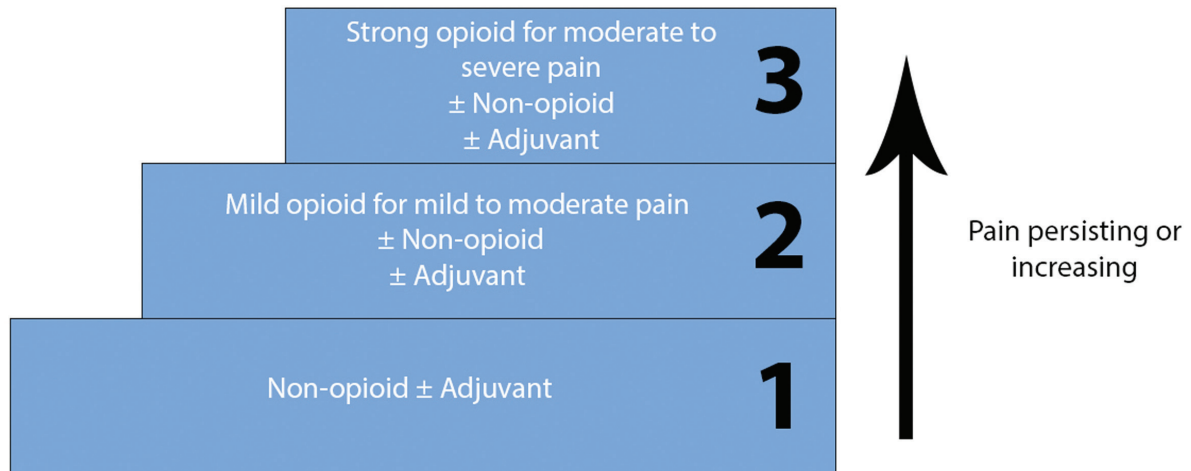 Strong opioid for moderate to
severe pain
± Non-opioid
± Adjuvant
3
Mild opioid for mild to moderate pain
± Non-opioid
± Adjuvant
2
Non-opioid ± Adjuvant
1
Pain persisting or
increasing